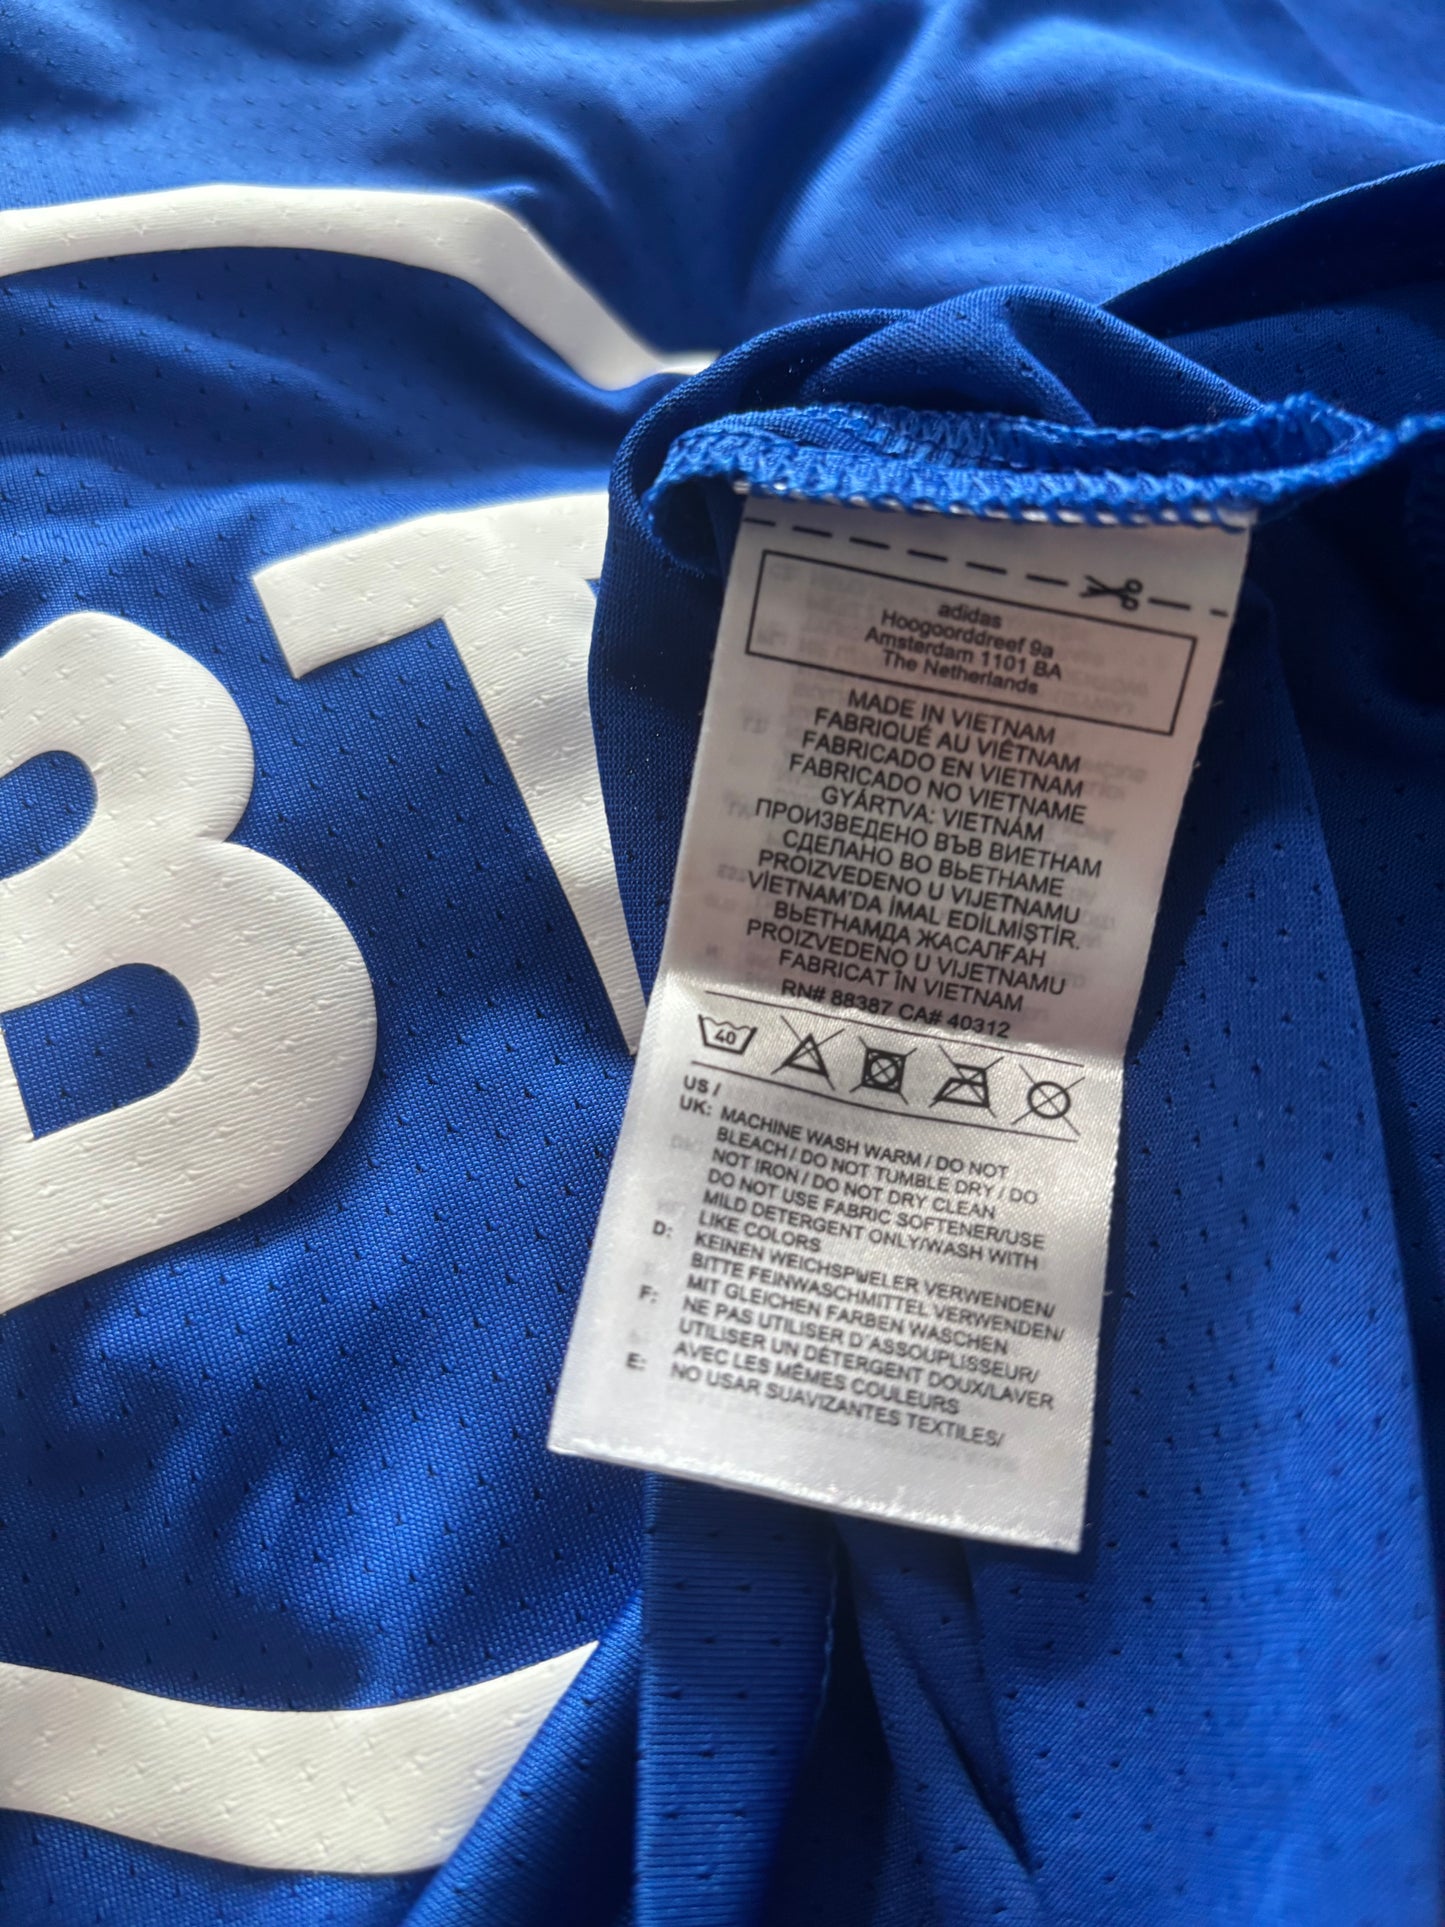 BT
adidas
Hoogoorddreef 9a
Amsterdam 1101 BA
The Netherlands
MADE IN VIETNAM
FABRIQUÉ AU VIÊTNAM
FABRICADO EN VIETNAM
FABRICADO NO VIETNAME
GYÁRTVA: VIETNÁM
ПРОИЗВЕДЕНО ВЪВ ВИЕТНАМ
СДЕЛАНО ВО ВЬЕТНАМЕ
PROIZVEDENO U VIJETNAMU
VİETNAM'DA İMAL EDİLMİŞTİR.
ВЬЕТНАМДА ЖАСАЛҒАН
PROIZVEDENO U VIJETNAMU
FABRICAT ÎN VIETNAM
RN# 88387 CA# 40312
40
US /
UK: MACHINE WASH WARM / DO NOT
BLEACH / DO NOT TUMBLE DRY / DO
NOT IRON / DO NOT DRY CLEAN
DO NOT USE FABRIC SOFTENER/USE
MILD DETERGENT ONLY/WASH WITH
LIKE COLORS
D: KEINEN WEICHSPüELER VERWENDEN/
BITTE FEINWASCHMITTEL VERWENDEN/
MIT GLEICHEN FARBEN WASCHEN
F: NE PAS UTILISER D'ASSOUPLISSEUR/
UTILISER UN DÉTERGENT DOUX/LAVER
AVEC LES MÊMES COULEURS
E: NO USAR SUAVIZANTES TEXTILES/